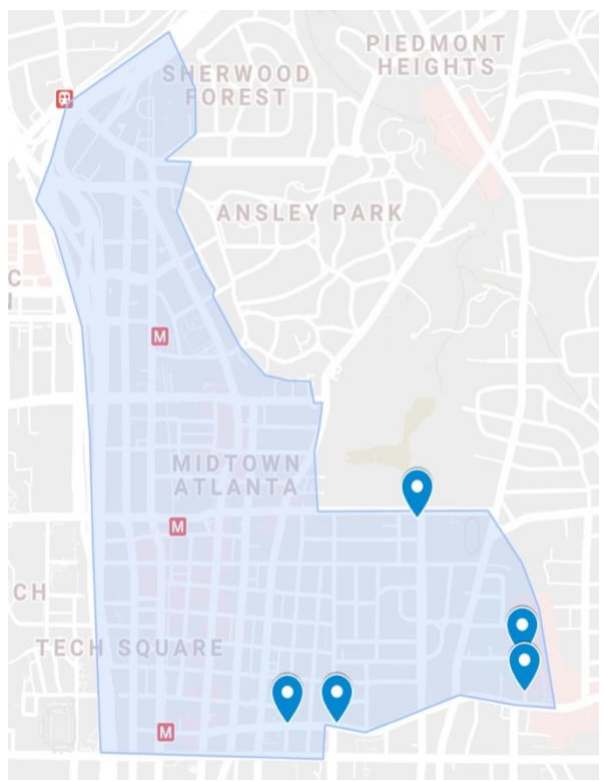 PIEDMONT
HEIGHTS
SHERWOOD
FOREST
ANSLEY PARK
C
M
MIDTOWN
ATLANTA
M
CH
TECH SQUARE
M